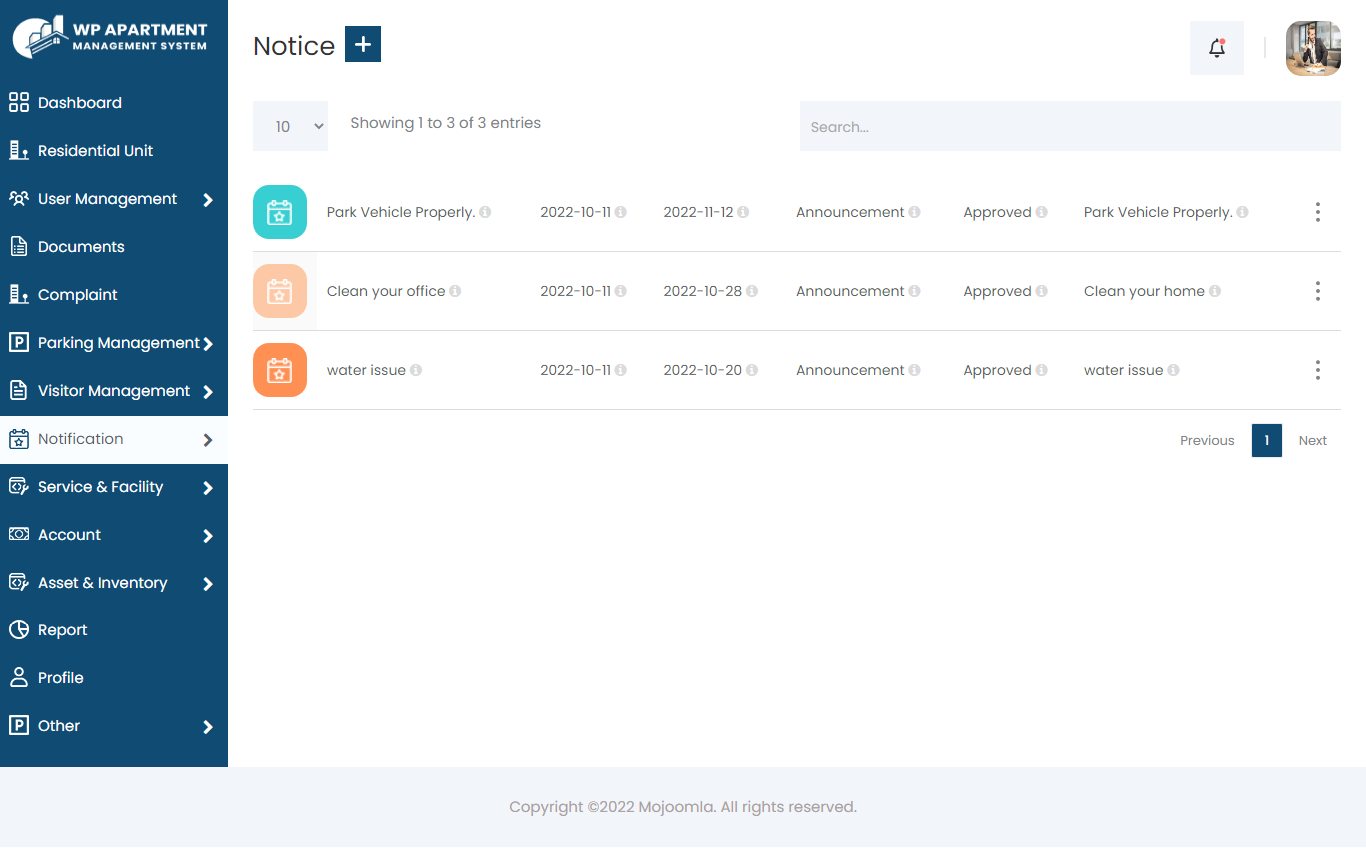 WP APARTMENT
MANAGEMENT SYSTEM
Dashboard
Residential Unit
User Management
Documents
Complaint
Parking Management
Visitor Management
Notification
Service & Facility
Account
Asset & Inventory
Report
Profile
Other
Notice
10
Showing 1 to 3 of 3 entries
Search...
Park Vehicle Properly. 2022-10-11 2022-11-12 Announcement Approved Park Vehicle Properly.
Clean your office 2022-10-11 2022-10-28 Announcement Approved Clean your home
water issue 2022-10-11 2022-10-20 Announcement Approved water issue
Previous 1 Next
Copyright ©2022 Mojoomla. All rights reserved.